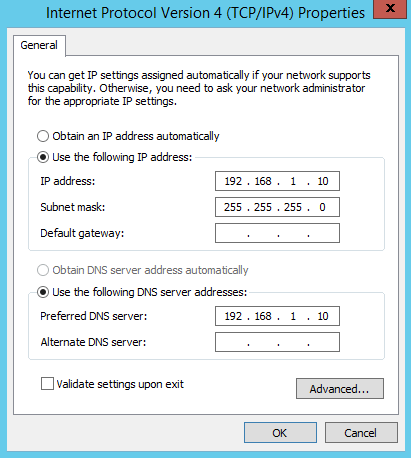 Internet Protocol Version 4 (TCP/IPv4) Properties
x
General
You can get IP settings assigned automatically if your network supports
this capability. Otherwise, you need to ask your network administrator
for the appropriate IP settings.
Obtain an IP address automatically
Use the following IP address:
IP address: 192 . 168 . 1 . 10
Subnet mask: 255 . 255 . 255 . 0
Default gateway: . . .
Obtain DNS server address automatically
Use the following DNS server addresses:
Preferred DNS server: 192 . 168 . 1 . 10
Alternate DNS server: . . .
Validate settings upon exit
Advanced...
OK Cancel